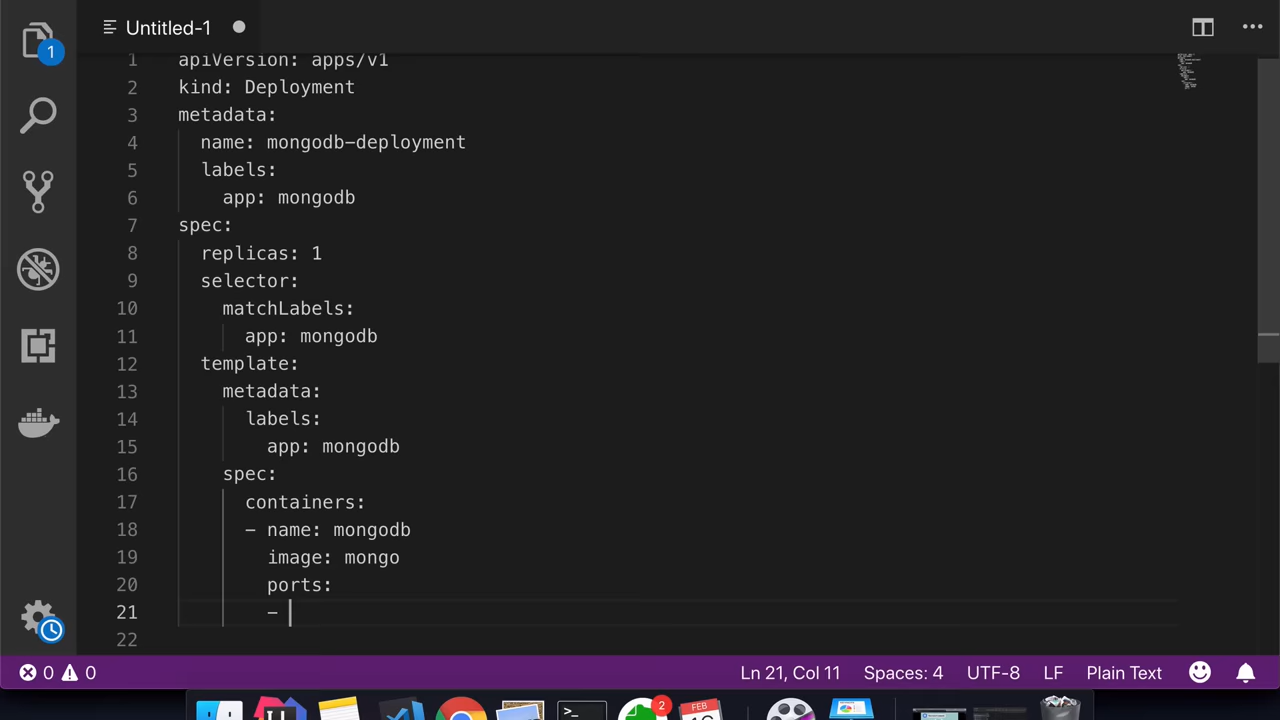 Untitled-1
1 apiVersion: apps/v1
2 kind: Deployment
3 metadata:
4 name: mongodb-deployment
5 labels:
6 app: mongodb
7 spec:
8 replicas: 1
9 selector:
10 matchLabels:
11 app: mongodb
12 template:
13 metadata:
14 labels:
15 app: mongodb
16 spec:
17 containers:
18 - name: mongodb
19 image: mongo
20 ports:
21 -
22
1
0 0 Ln 21, Col 11 Spaces: 4 UTF-8 LF Plain Text
>_ 2 FEB